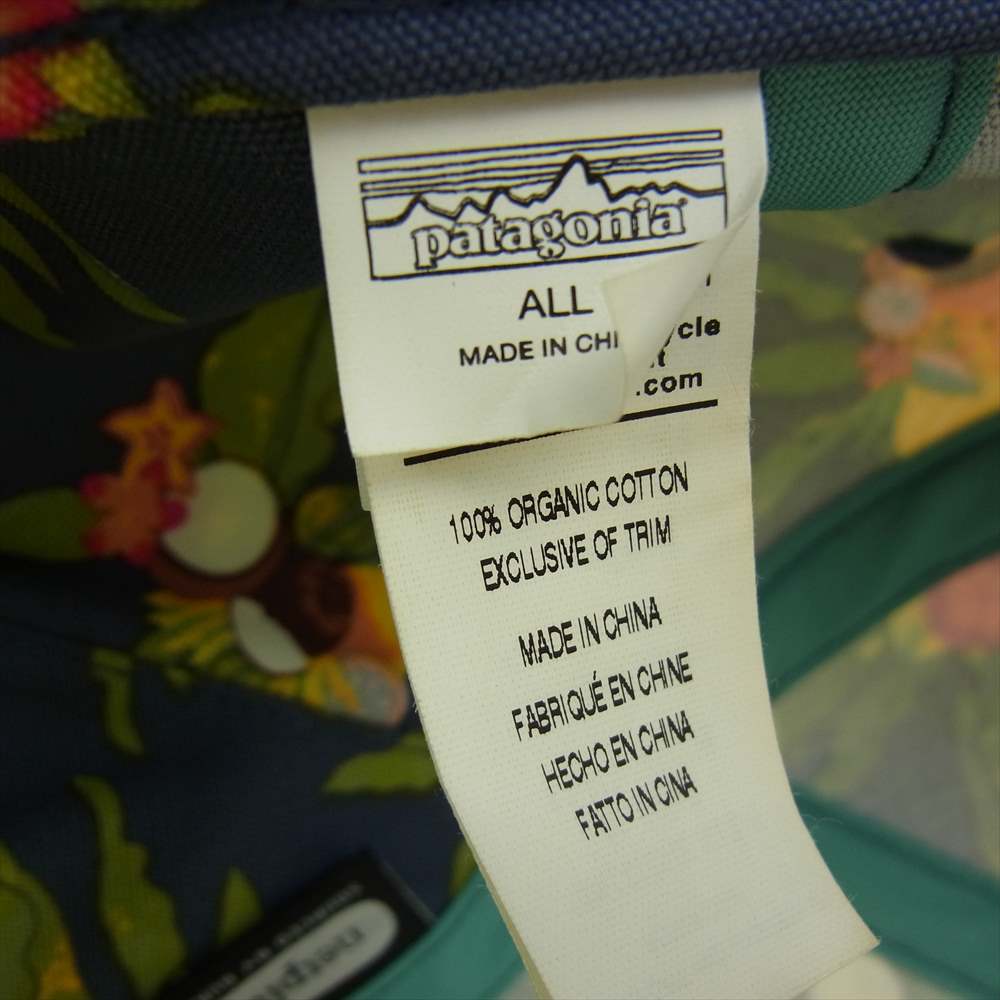 patagonia
ALL
MADE IN CHI
ycle
.com
100% ORGANIC COTTON
EXCLUSIVE OF TRIM
MADE IN CHINA
FABRIQUÉ EN CHINE
HECHO EN CHINA
FATTO IN CINA